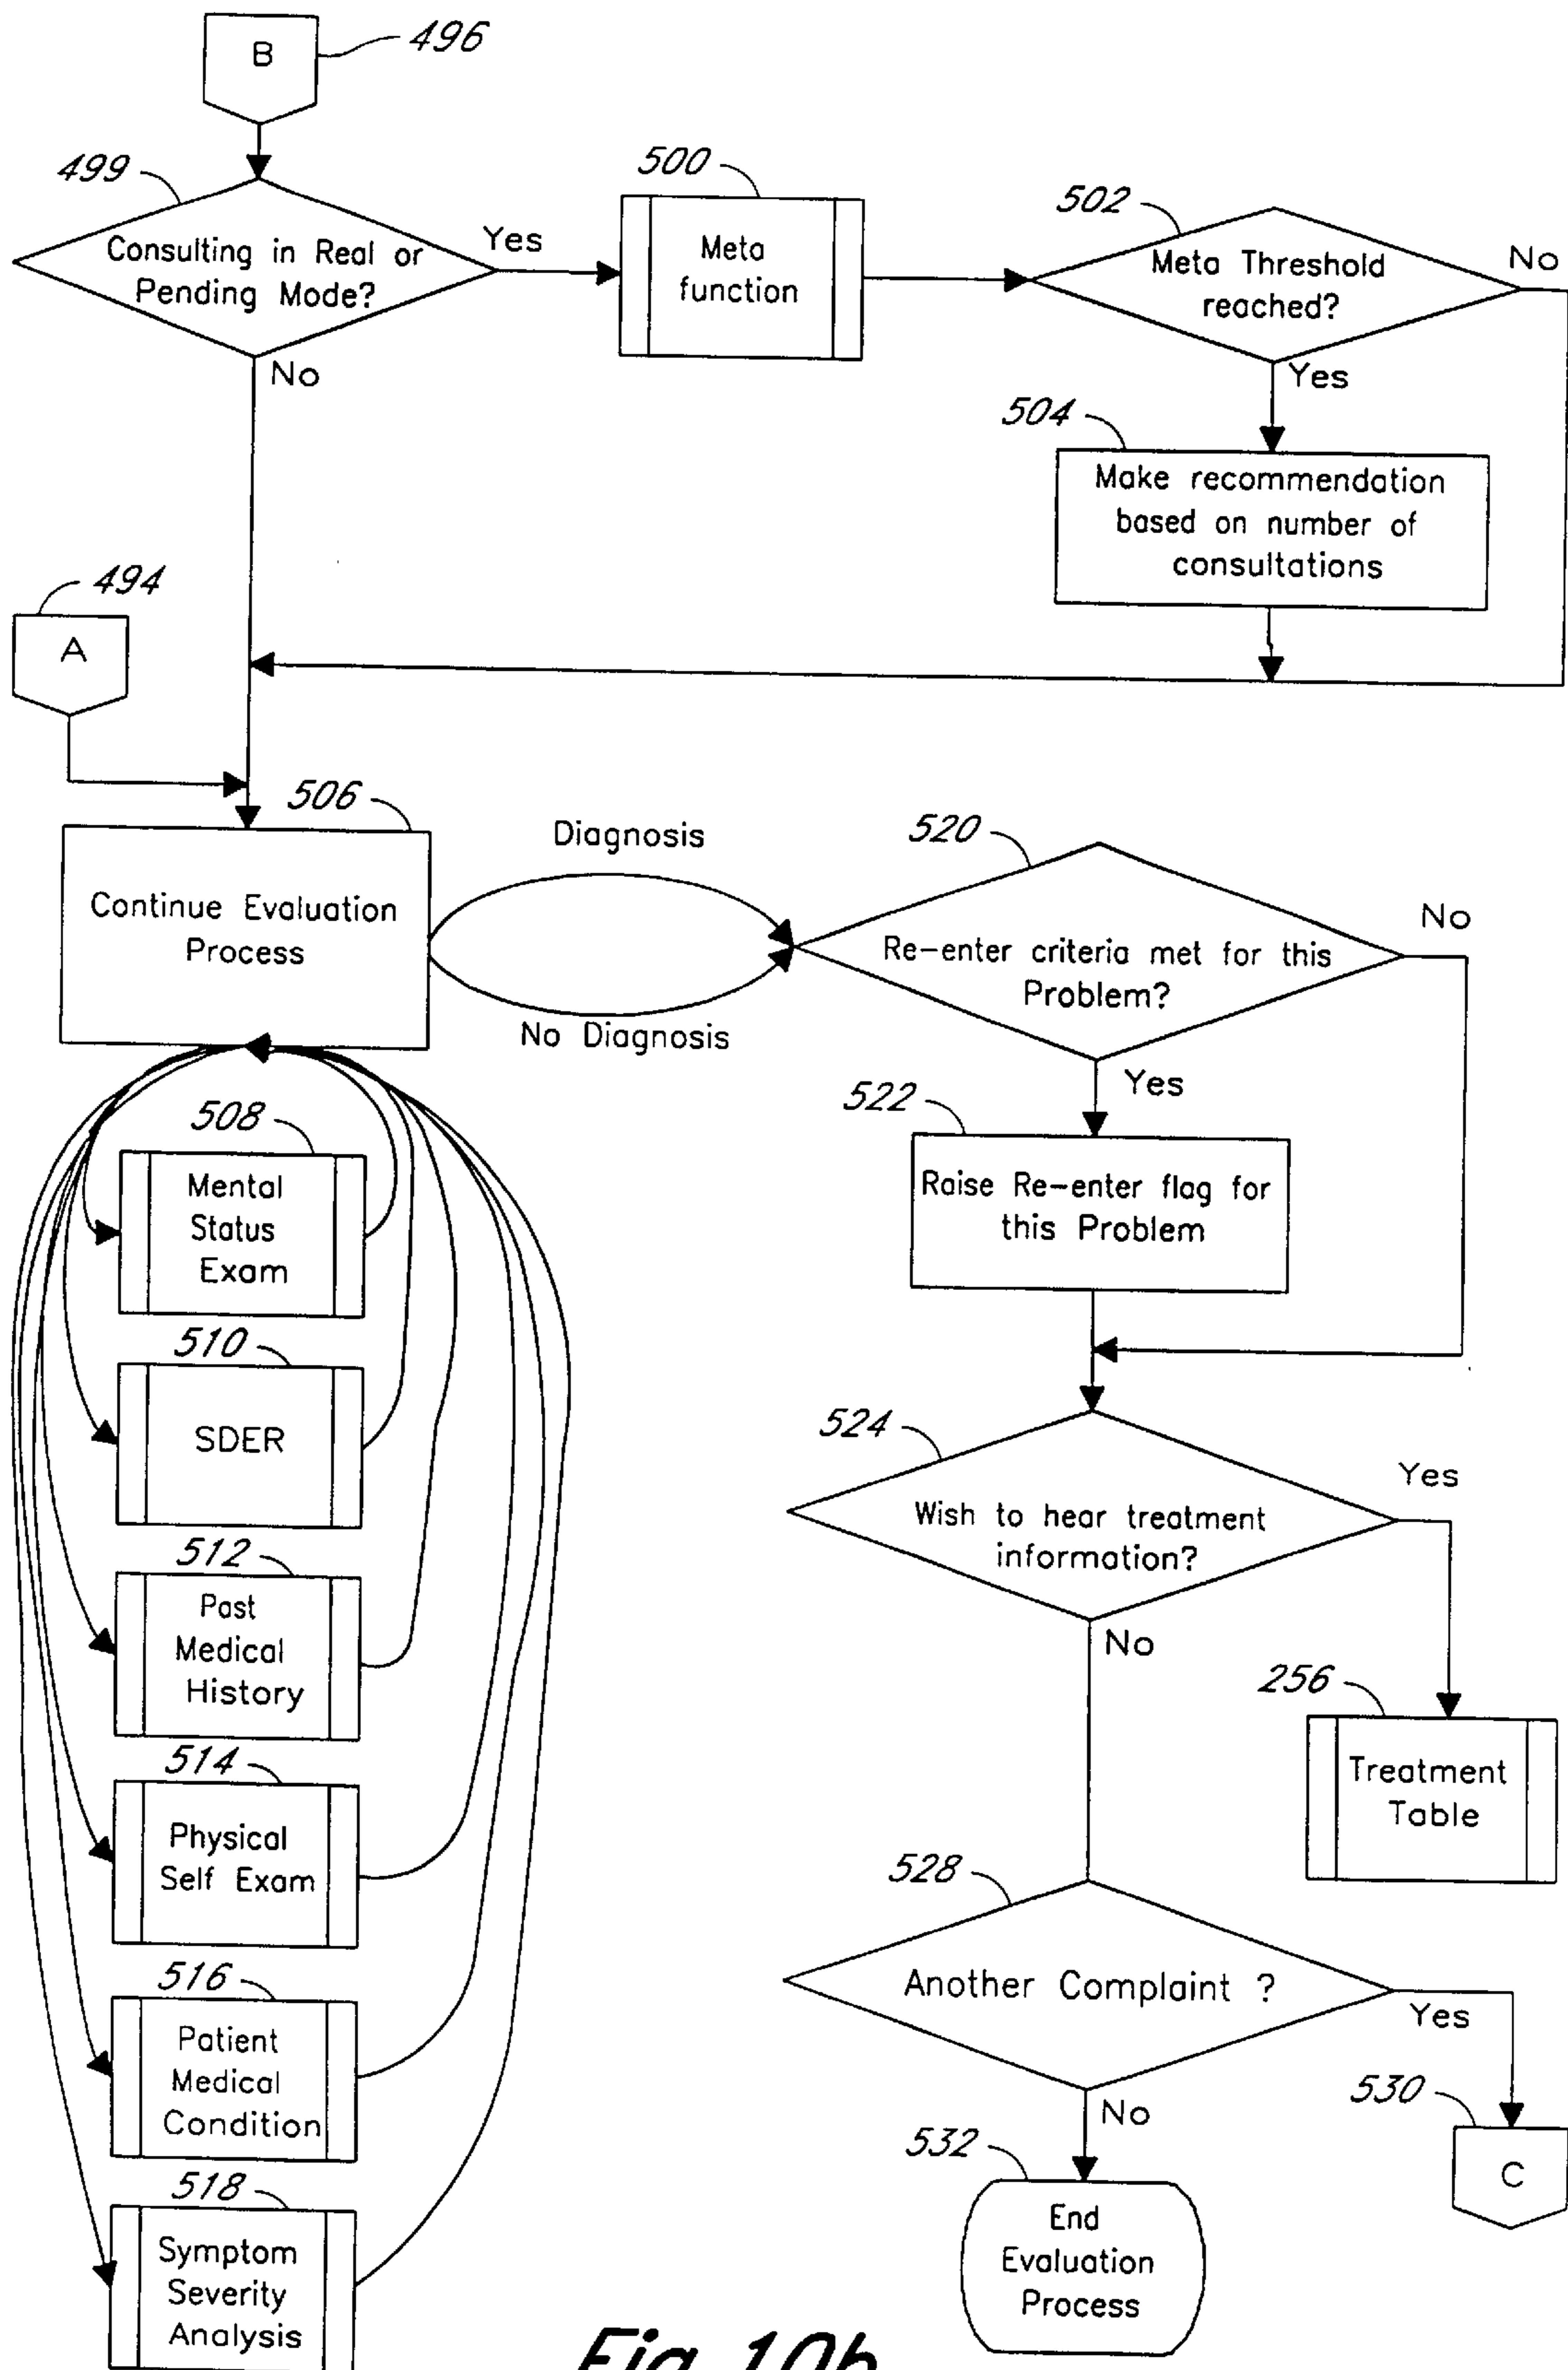 B
496
499
Consulting in Real or
Pending Mode?
Yes
No
500
Meta
function
502
Meta Threshold
reached?
No
Yes
504
Make recommendation
based on number of
consultations
494
A
506
Continue Evaluation
Process
Diagnosis
No Diagnosis
520
Re-enter criteria met for this
Problem?
No
Yes
522
Raise Re-enter flag for
this Problem
508
Mental
Status
Exam
510
SDER
512
Past
Medical
History
514
Physical
Self Exam
516
Patient
Medical
Condition
518
Symptom
Severity
Analysis
524
Wish to hear treatment
information?
Yes
No
256
Treatment
Table
528
Another Complaint ?
Yes
No
530
C
532
End
Evaluation
Process
Fig. 10b